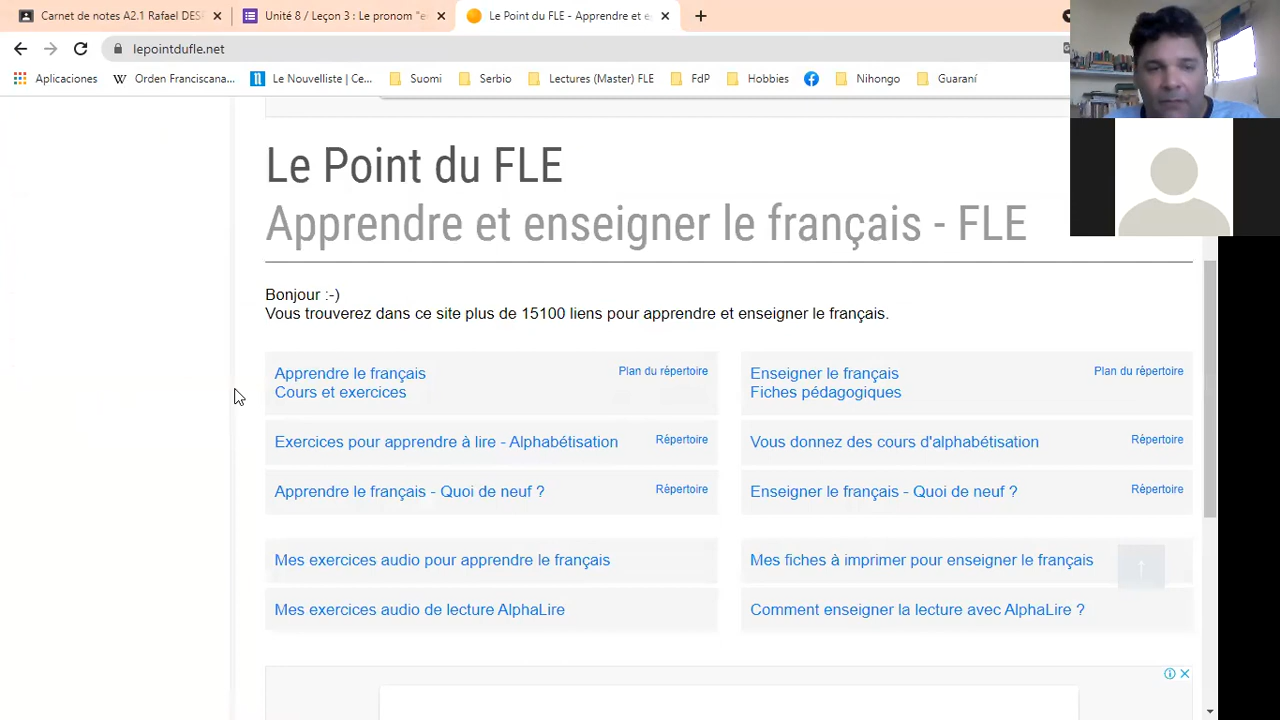 Carnet de notes A2.1 Rafael DES
Unité 8 / Leçon 3 : Le pronom "e
Le Point du FLE - Apprendre et e
lepointdufle.net
Aplicaciones
Orden Franciscana...
Le Nouvelliste | Ce...
Suomi
Serbio
Lectures (Master) FLE
FdP
Hobbies
Nihongo
Guaraní
Le Point du FLE
Apprendre et enseigner le français - FLE
Bonjour :-)
Vous trouverez dans ce site plus de 15100 liens pour apprendre et enseigner le français.
Apprendre le français
Cours et exercices
Plan du répertoire
Enseigner le français
Fiches pédagogiques
Plan du répertoire
Exercices pour apprendre à lire - Alphabétisation
Répertoire
Vous donnez des cours d'alphabétisation
Répertoire
Apprendre le français - Quoi de neuf ?
Répertoire
Enseigner le français - Quoi de neuf ?
Répertoire
Mes exercices audio pour apprendre le français
Mes fiches à imprimer pour enseigner le français
Mes exercices audio de lecture AlphaLire
Comment enseigner la lecture avec AlphaLire ?